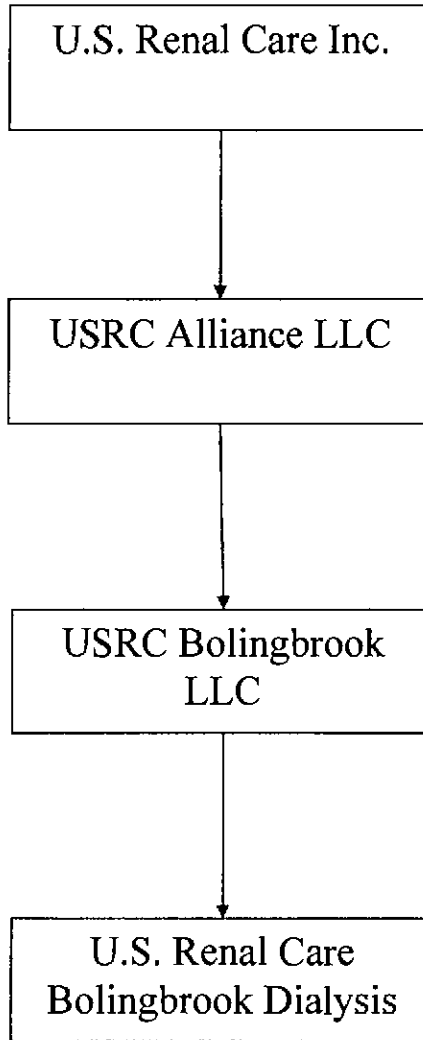 U.S. Renal Care Inc.
USRC Alliance LLC
USRC Bolingbrook
LLC
U.S. Renal Care
Bolingbrook Dialysis